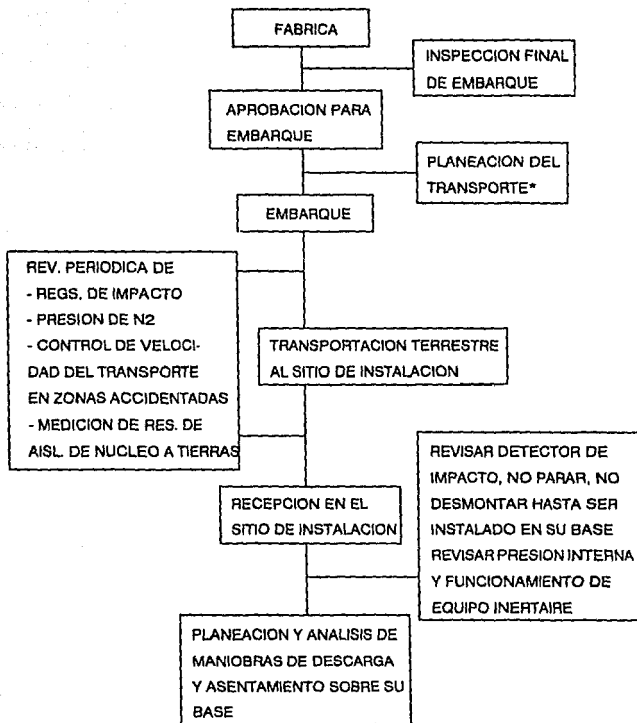 FABRICA
INSPECCION FINAL
DE EMBARQUE
APROBACION PARA
EMBARQUE
PLANEACION DEL
TRANSPORTE*
EMBARQUE
REV. PERIODICA DE
- REGS. DE IMPACTO
- PRESION DE N2
- CONTROL DE VELOCI-
DAD DEL TRANSPORTE
EN ZONAS ACCIDENTADAS
- MEDICION DE RES. DE
AISL. DE NUCLEO A TIERRAS
TRANSPORTACION TERRESTRE
AL SITIO DE INSTALACION
RECEPCION EN EL
SITIO DE INSTALACION
REVISAR DETECTOR DE
IMPACTO, NO PARAR, NO
DESMONTAR HASTA SER
INSTALADO EN SU BASE
REVISAR PRESION INTERNA
Y FUNCIONAMIENTO DE
EQUIPO INERTAIRE
PLANEACION Y ANALISIS DE
MANIOBRAS DE DESCARGA
Y ASENTAMIENTO SOBRE SU
BASE